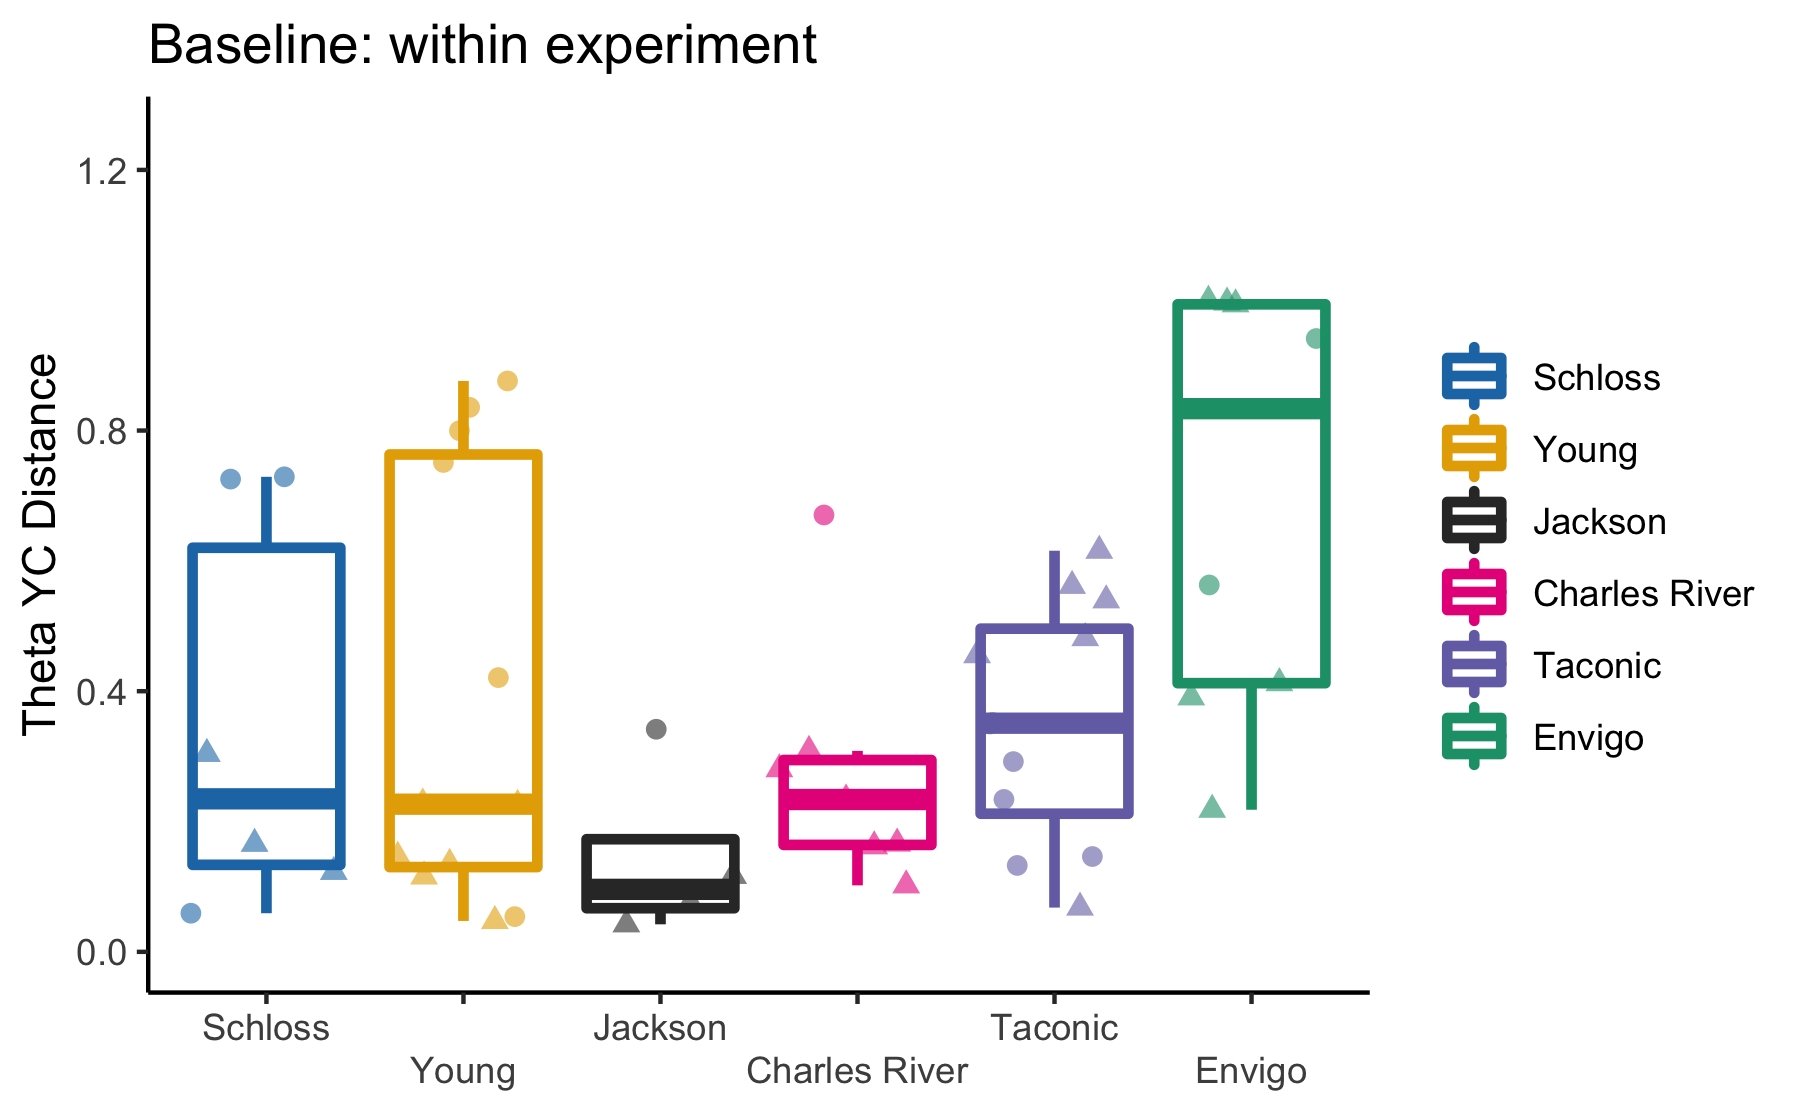 Baseline: within experiment
Theta YC Distance
1.2
0.8
0.4
0.0
Schloss
Young
Jackson
Charles River
Taconic
Envigo
Schloss
Young
Jackson
Charles River
Taconic
Envigo